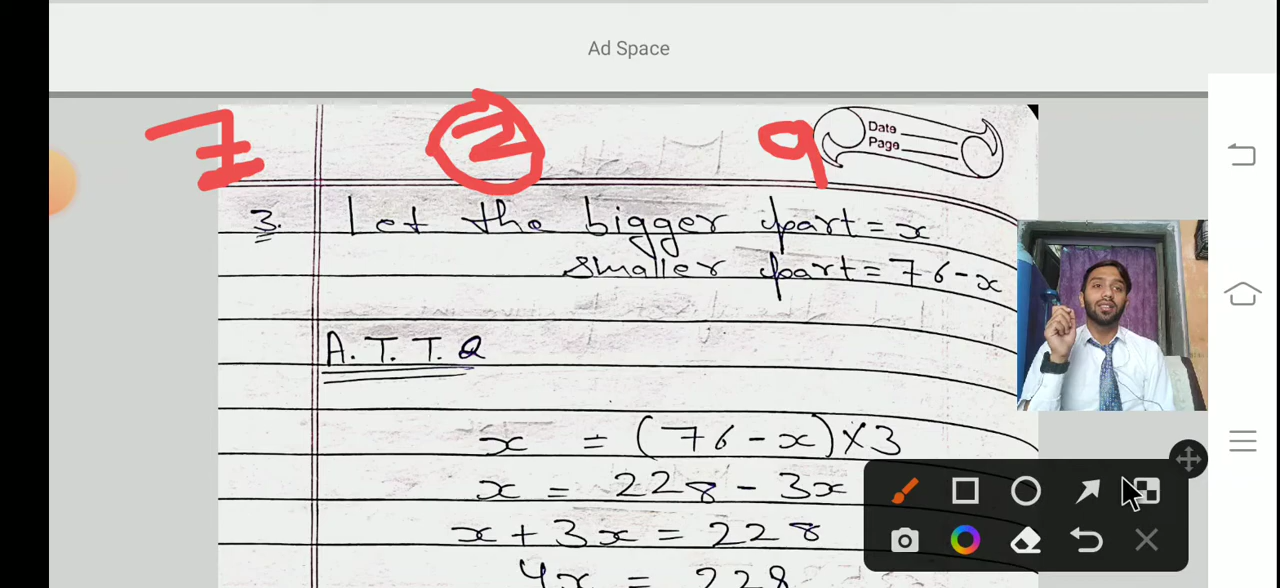 Ad Space
7 2 9
Date
Page
3. Let the bigger part = x
smaller part = 76 - x
A. T. T. Q
x = (76 - x) × 3
x = 228 - 3x
x + 3x = 228
4x = 228